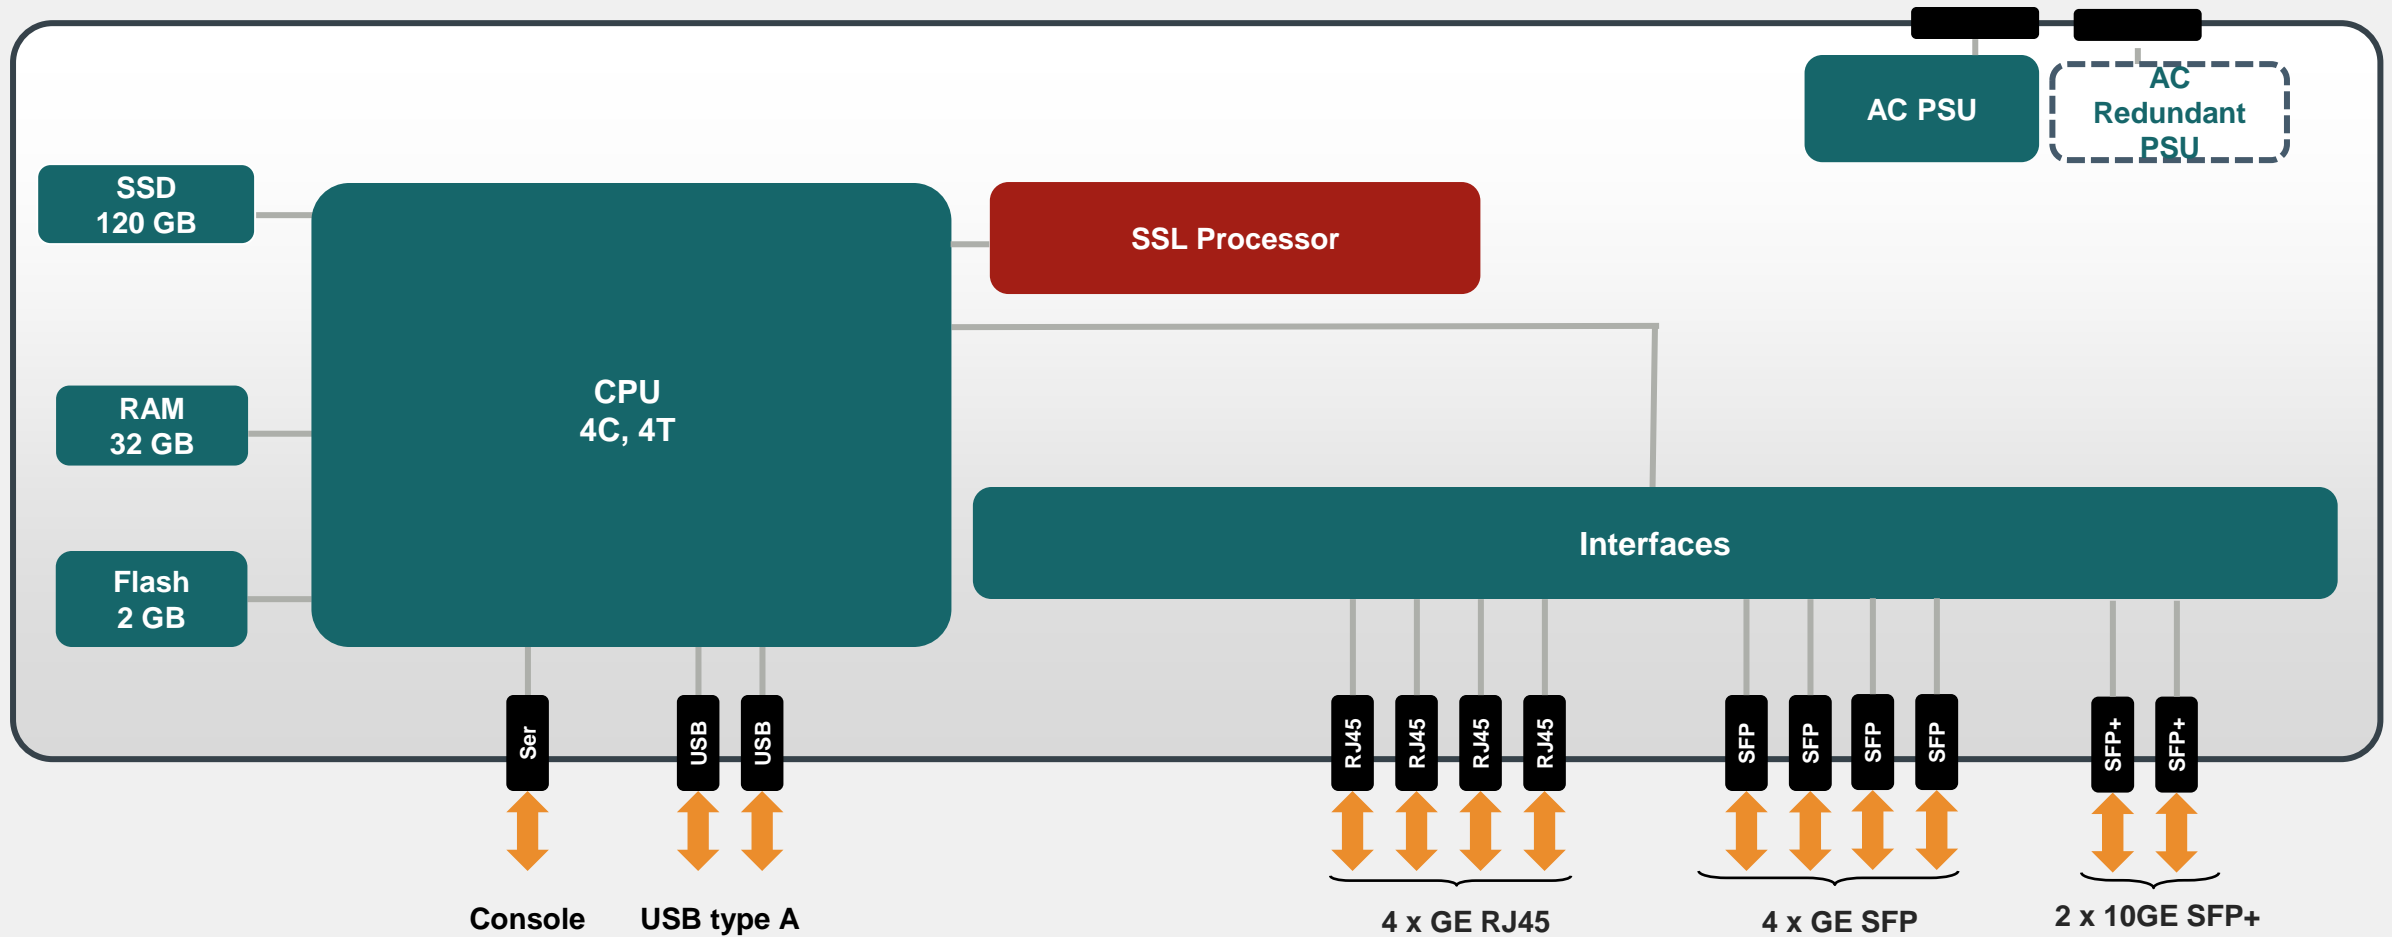 AC PSU
AC
Redundant
PSU
SSD
120 GB
SSL Processor
CPU
4C, 4T
RAM
32 GB
Interfaces
Flash
2 GB
Ser
USB
USB
RJ45
RJ45
RJ45
RJ45
SFP
SFP
SFP
SFP
SFP+
SFP+
Console
USB type A
4 x GE RJ45
4 x GE SFP
2 x 10GE SFP+